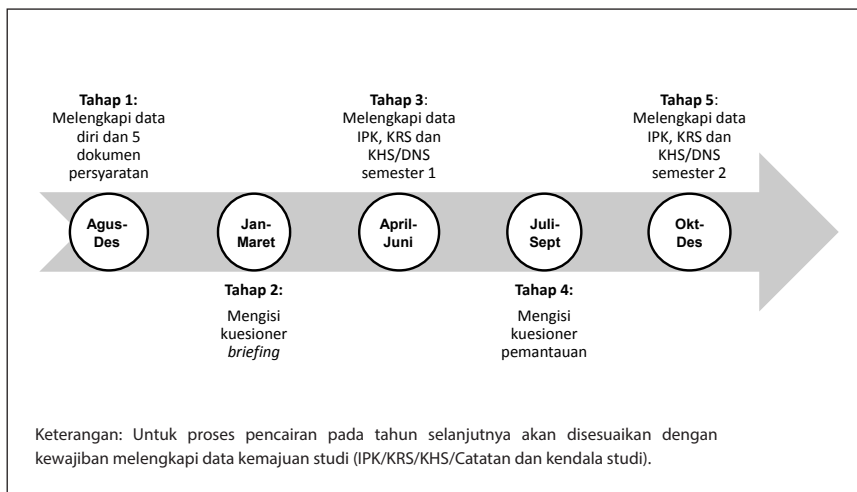 Tahap 1:
Melengkapi data
diri dan 5
dokumen
persyaratan
Agus-
Des
Jan-
Maret
Tahap 2:
Mengisi
kuesioner
briefing
Tahap 3:
Melengkapi data
IPK, KRS dan
KHS/DNS
semester 1
April-
Juni
Juli-
Sept
Tahap 4:
Mengisi
kuesioner
pemantauan
Tahap 5:
Melengkapi data
IPK, KRS dan
KHS/DNS
semester 2
Okt-
Des
Keterangan: Untuk proses pencairan pada tahun selanjutnya akan disesuaikan dengan
kewajiban melengkapi data kemajuan studi (IPK/KRS/KHS/Catatan dan kendala studi).